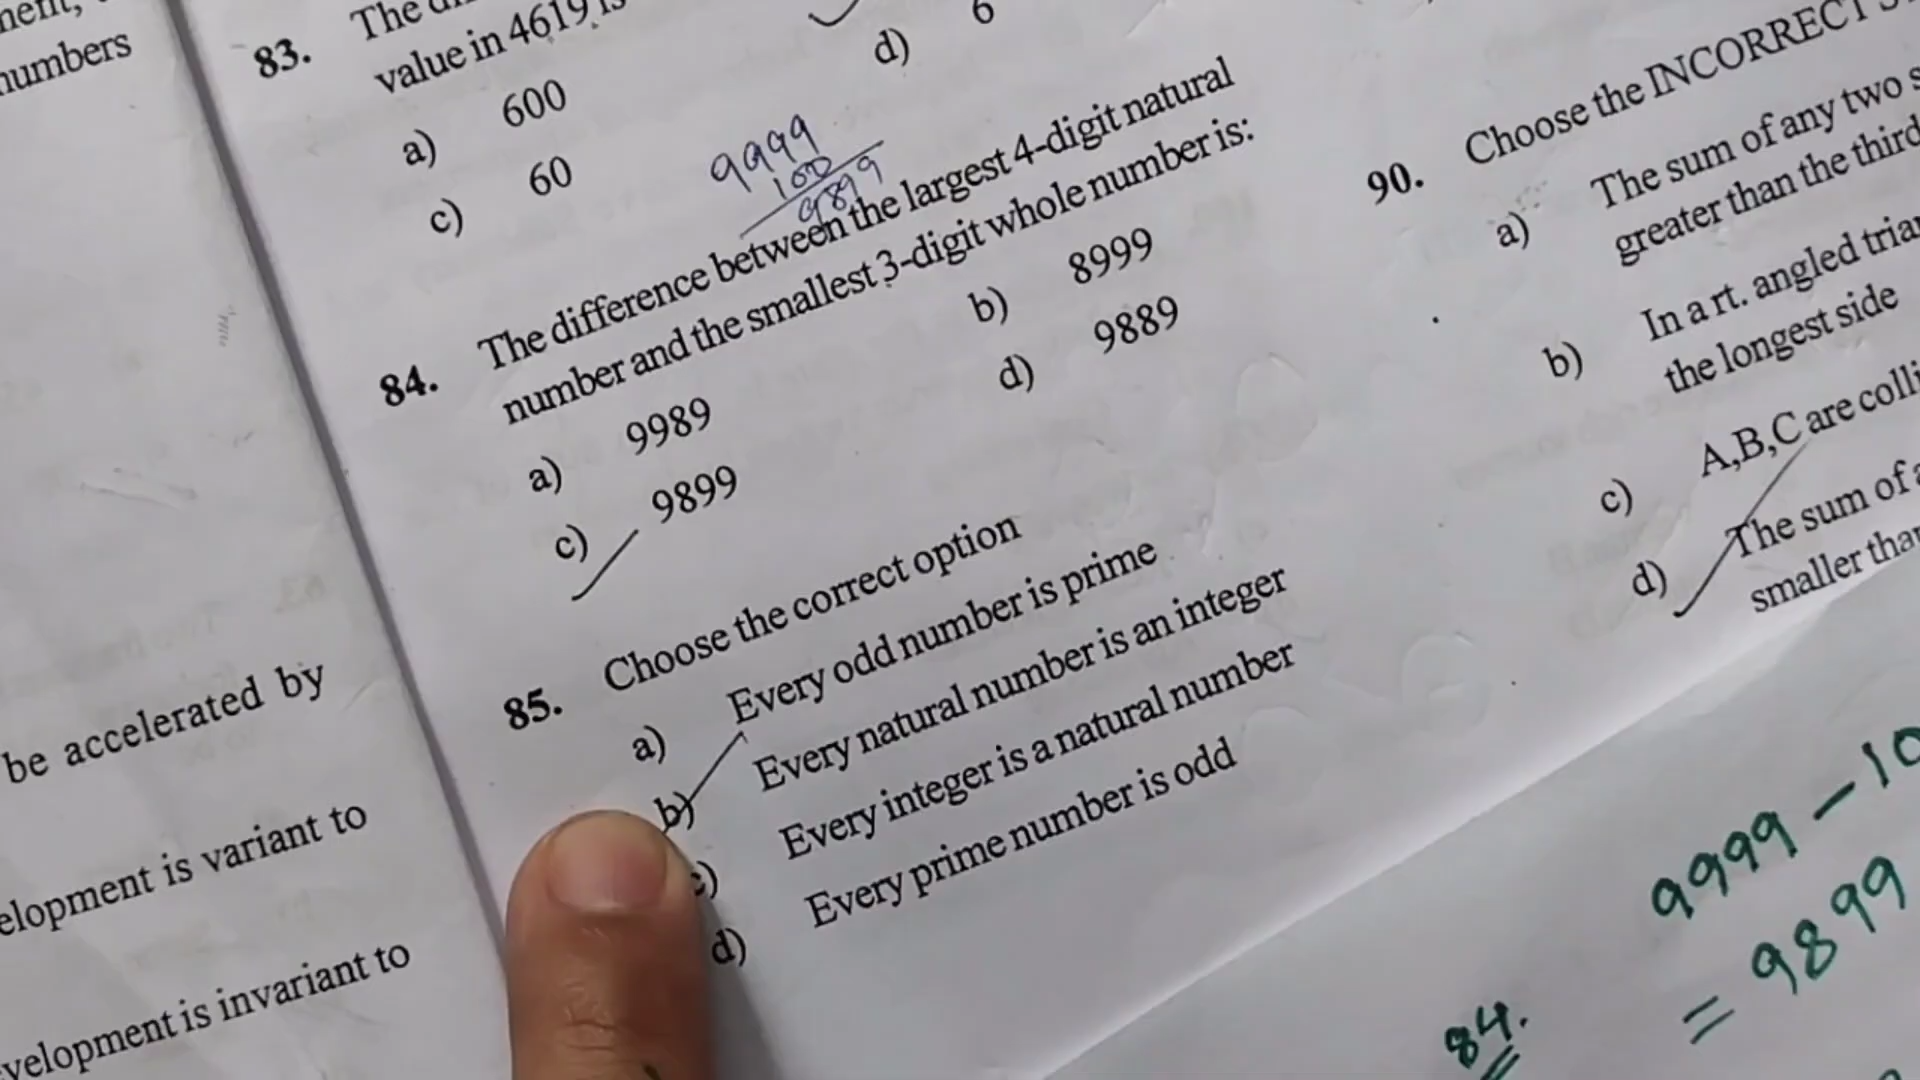 numbers
be accelerated by
elopment is variant to
velopment is invariant to
83. The
value in 4619 is
a) 600
c) 60
d) 6
9999
100
9899
84. The difference between the largest 4-digit natural
number and the smallest 3-digit whole number is:
a) 9989
b) 8999
c) 9899
d) 9889
85. Choose the correct option
a) Every odd number is prime
b) Every natural number is an integer
c) Every integer is a natural number
d) Every prime number is odd
90. Choose the INCORRECT
a) The sum of any two s
greater than the third
b) In a rt. angled trian
the longest side
c) A,B,C are colli
d) The sum of a
smaller than
84.
9999 - 10
= 9899